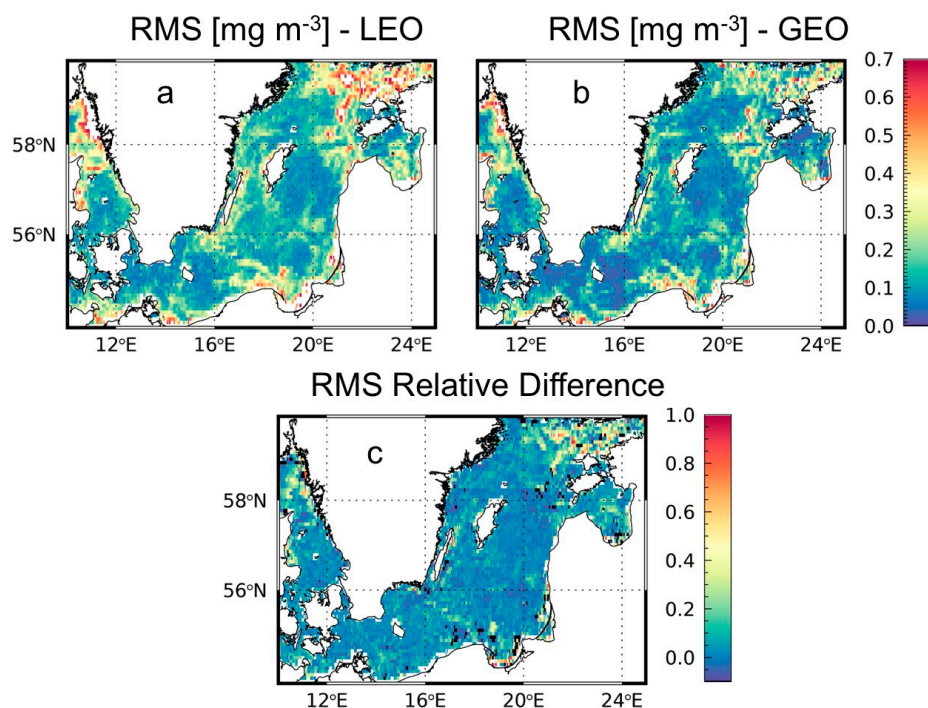 RMS [mg m-3] - LEO
RMS [mg m-3] - GEO
a
b
58°N
56°N
12°E
16°E
20°E
24°E
12°E
16°E
20°E
24°E
0.7
0.6
0.5
0.4
0.3
0.2
0.1
0.0
RMS Relative Difference
c
58°N
56°N
12°E
16°E
20°E
24°E
1.0
0.8
0.6
0.4
0.2
0.0